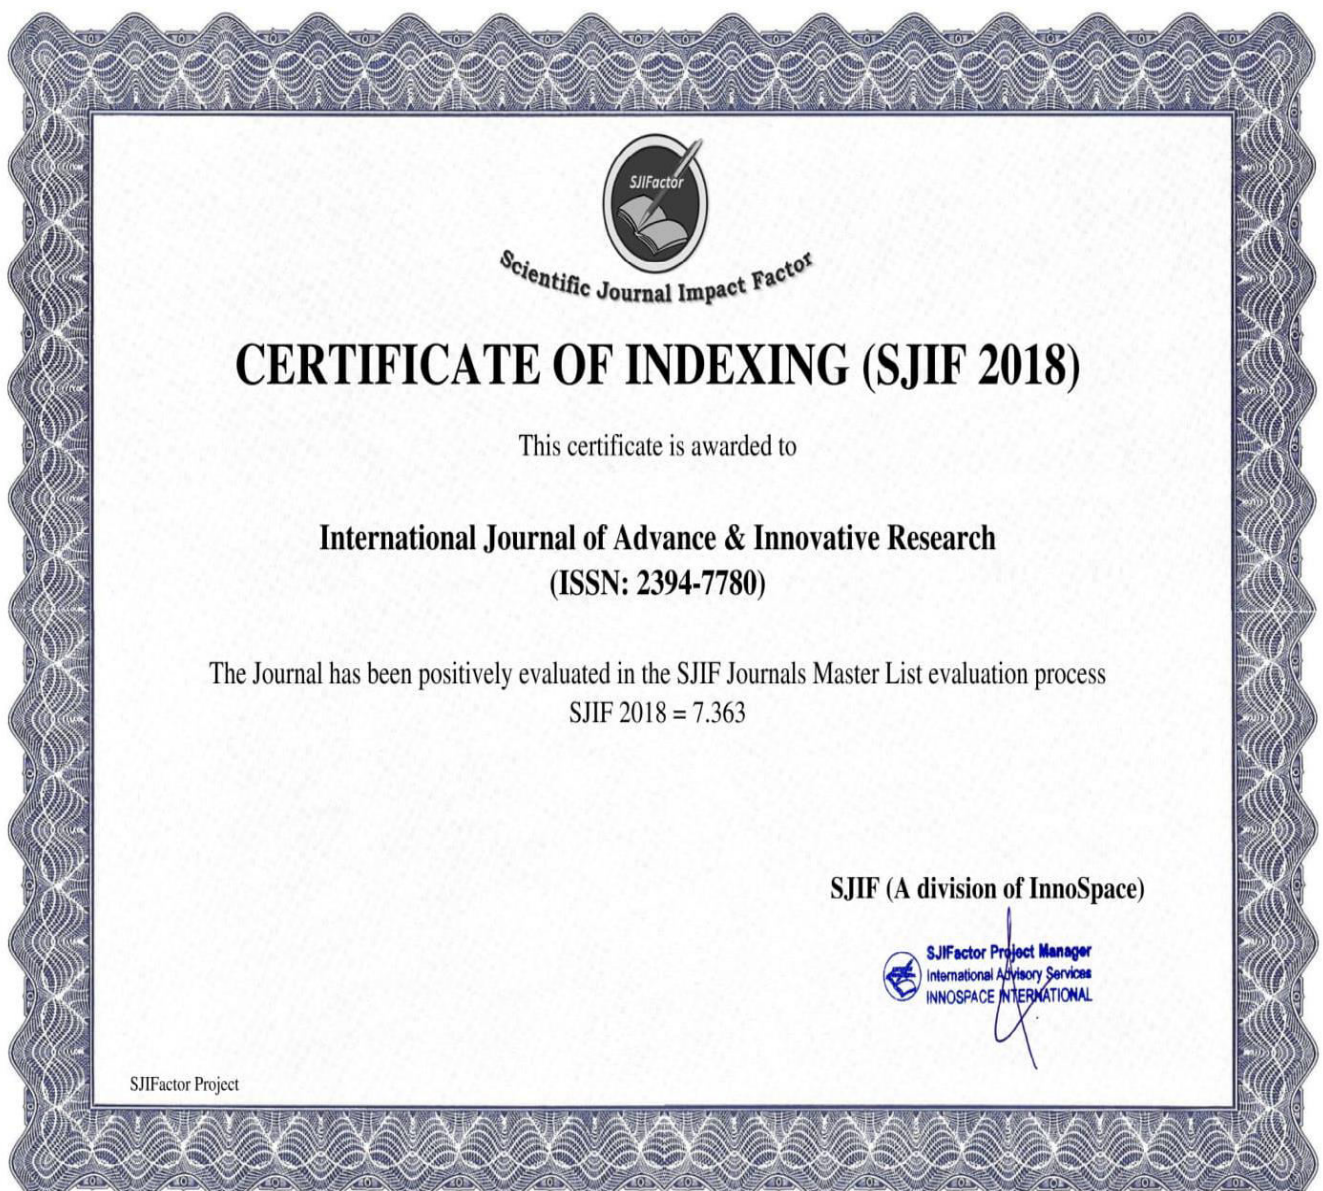 SJIFactor
Scientific Journal Impact Factor
CERTIFICATE OF INDEXING (SJIF 2018)
This certificate is awarded to
International Journal of Advance & Innovative Research
(ISSN: 2394-7780)
The Journal has been positively evaluated in the SJIF Journals Master List evaluation process
SJIF 2018 = 7.363
SJIF (A division of InnoSpace)
SJIFactor Project Manager
International Advisory Services
INNOSPACE INTERNATIONAL
SJIFactor Project